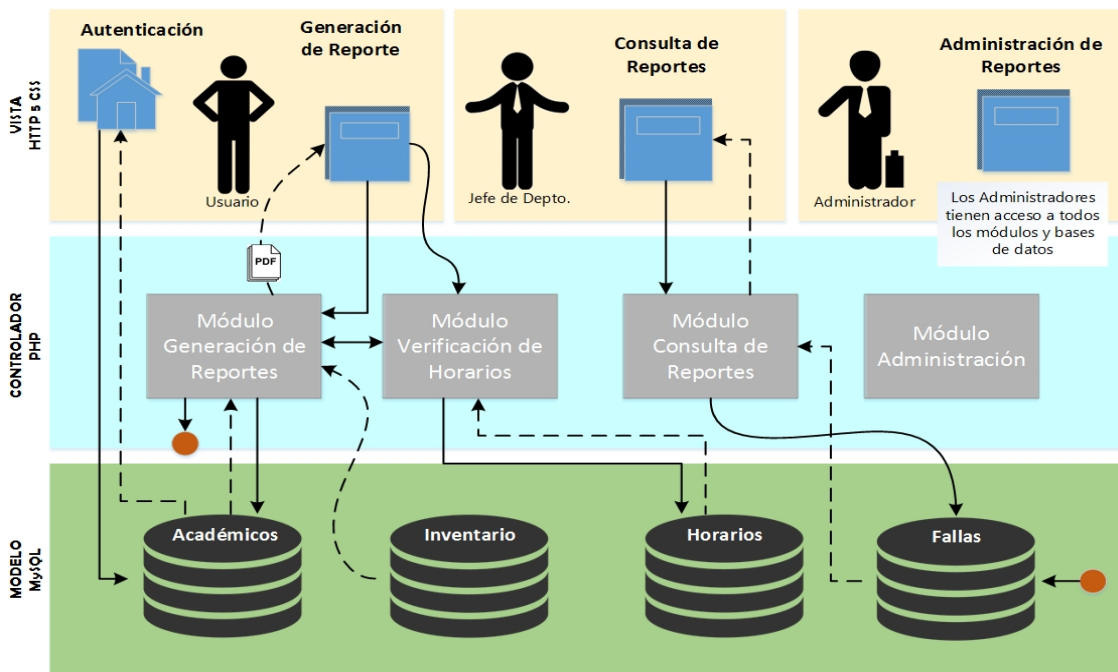 VISTA
HTTP 5 CSS
Autenticación
Generación
de Reporte
Usuario
Consulta de
Reportes
Jefe de Depto.
Administración de
Reportes
Administrador
Los Administradores
tienen acceso a todos
los módulos y bases
de datos
CONTROLADOR
PHP
PDF
Módulo
Generación de
Reportes
Módulo
Verificación de
Horarios
Módulo
Consulta de
Reportes
Módulo
Administración
MODELO
MySQL
Académicos
Inventario
Horarios
Fallas